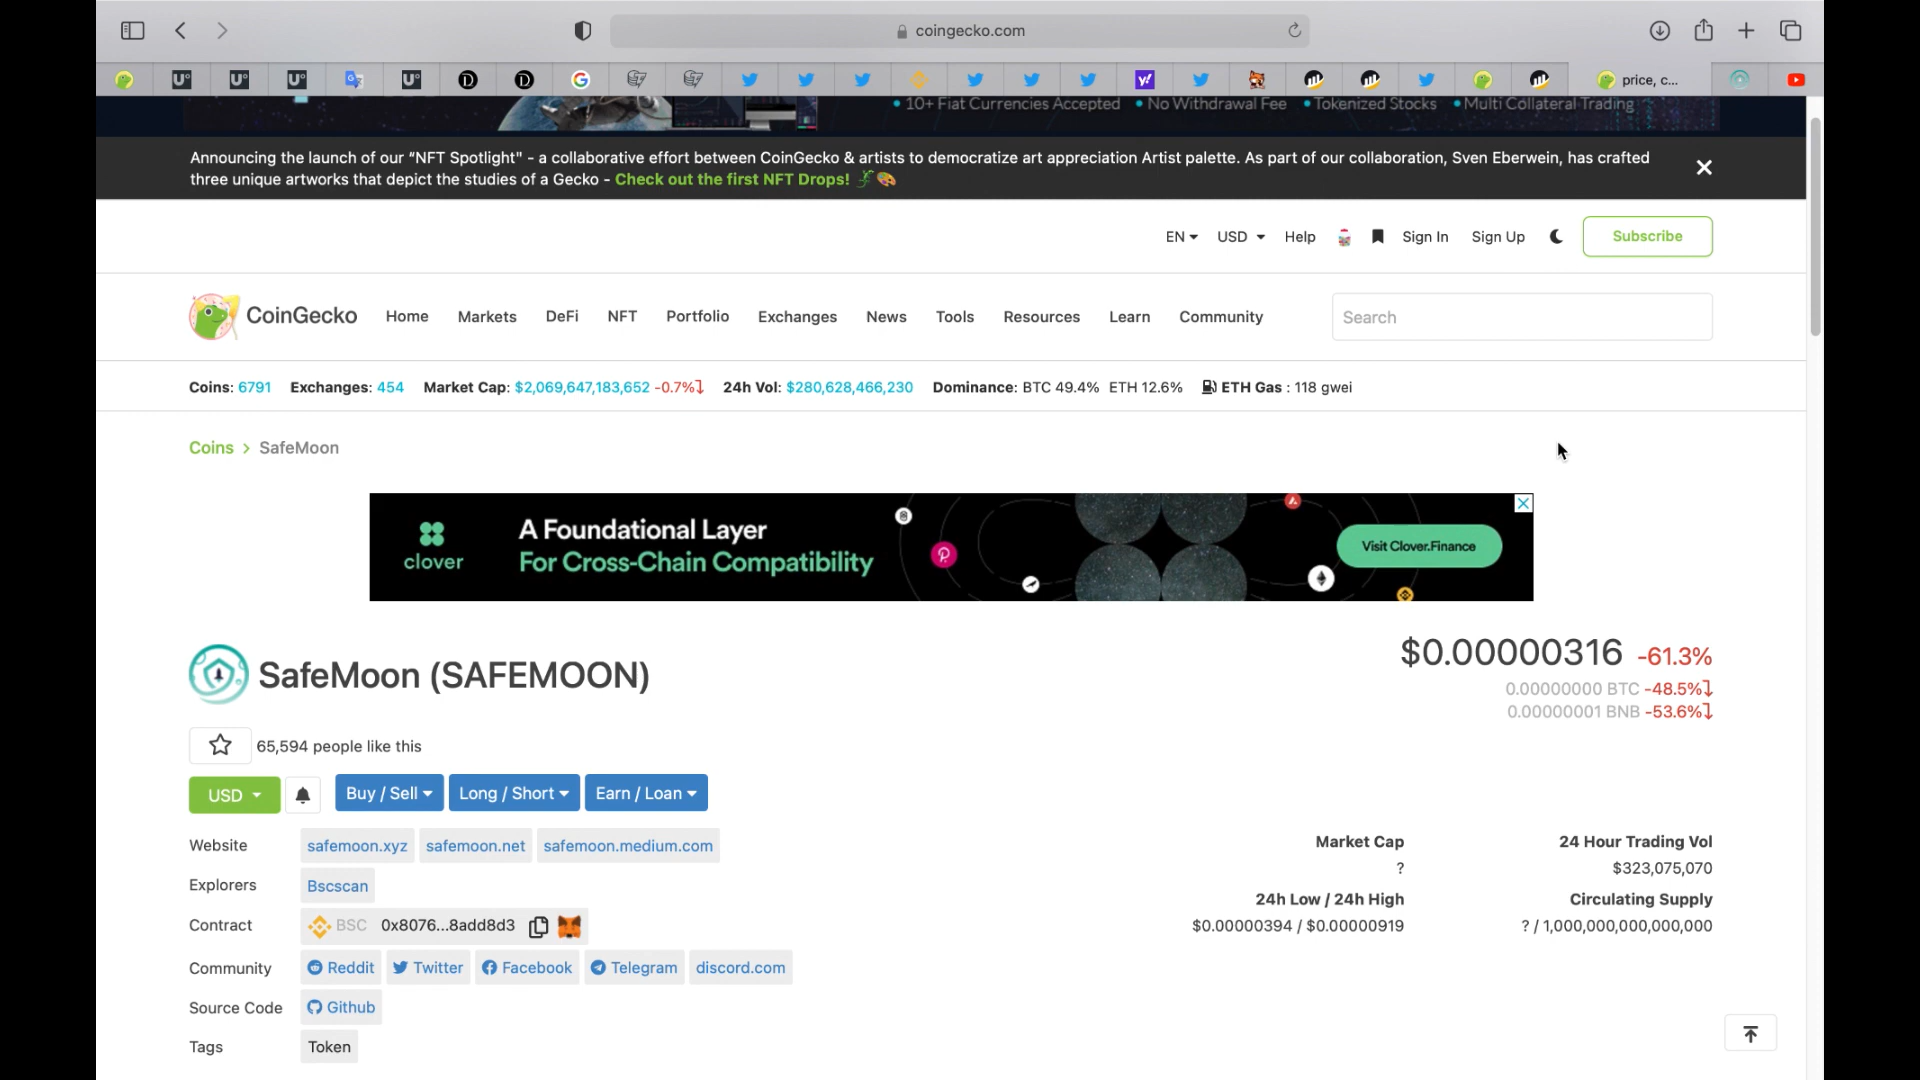 coingecko.com
price, c...
• 10+ Fiat Currencies Accepted • No Withdrawal Fee • Tokenized Stocks • Multi Collateral Trading
Announcing the launch of our “NFT Spotlight" - a collaborative effort between CoinGecko & artists to democratize art appreciation Artist palette. As part of our collaboration, Sven Eberwein, has crafted
three unique artworks that depict the studies of a Gecko - Check out the first NFT Drops!
EN USD Help Sign In Sign Up Subscribe
CoinGecko Home Markets DeFi NFT Portfolio Exchanges News Tools Resources Learn Community Search
Coins: 6791 Exchanges: 454 Market Cap: $2,069,647,183,652 -0.7% 24h Vol: $280,628,466,230 Dominance: BTC 49.4% ETH 12.6% ETH Gas : 118 gwei
Coins > SafeMoon
clover
A Foundational Layer
For Cross-Chain Compatibility
Visit Clover.Finance
SafeMoon (SAFEMOON)
$0.00000316 -61.3%
0.00000000 BTC -48.5%
0.00000001 BNB -53.6%
65,594 people like this
USD Buy / Sell Long / Short Earn / Loan
Website safemoon.xyz safemoon.net safemoon.medium.com
Explorers Bscscan
Contract BSC 0x8076...8add8d3
Community Reddit Twitter Facebook Telegram discord.com
Source Code Github
Tags Token
Market Cap
?
24 Hour Trading Vol
$323,075,070
24h Low / 24h High
$0.00000394 / $0.00000919
Circulating Supply
? / 1,000,000,000,000,000